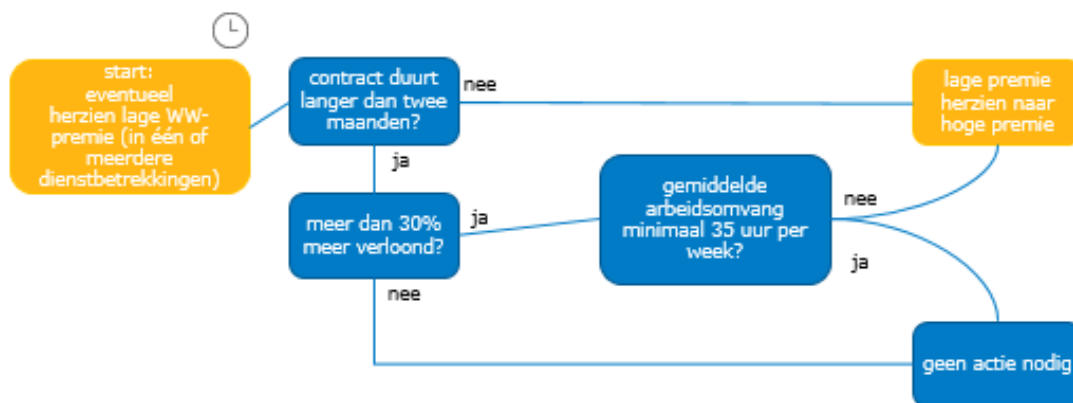 start:
eventueel
herzien lage WW-
premie (in één of
meerdere
dienstbetrekkingen)
contract duurt
langer dan twee
maanden?
nee
lage premie
herzien naar
hoge premie
ja
meer dan 30%
meer verloond?
ja
gemiddelde
arbeidsomvang
minimaal 35 uur per
week?
nee
ja
nee
geen actie nodig